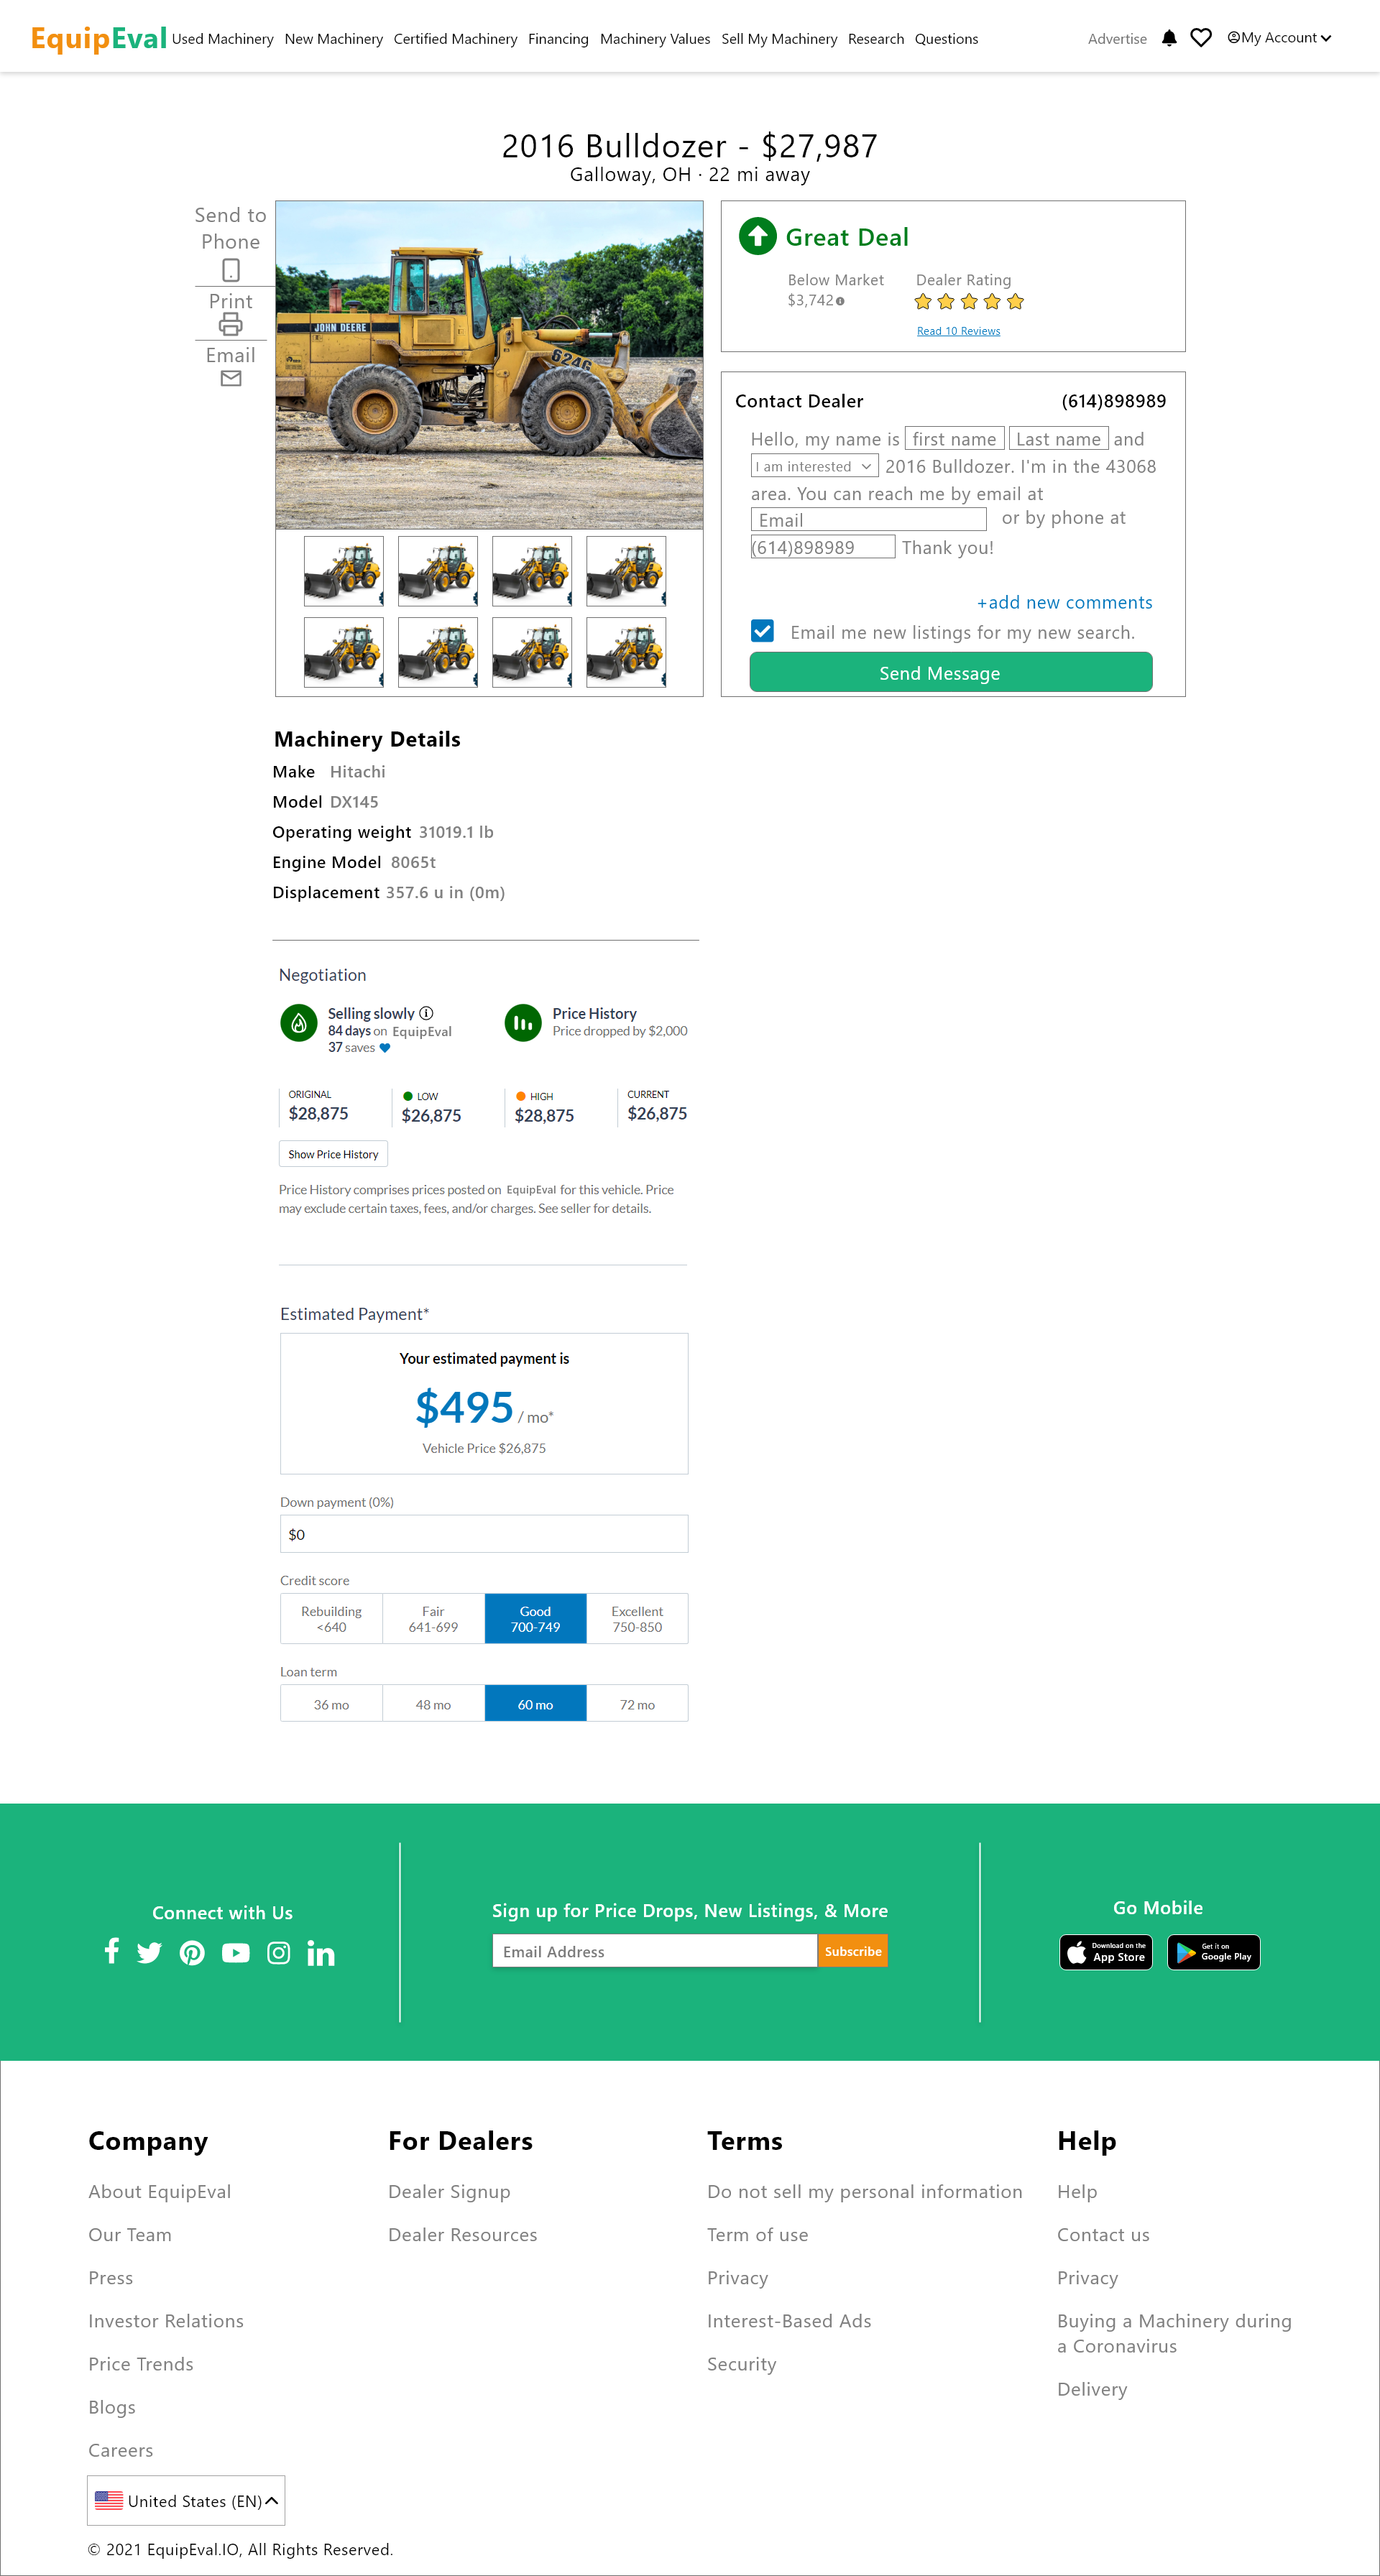 EquipEval Used Machinery New Machinery Certified Machinery Financing Machinery Values Sell My Machinery Research Questions Advertise My Account
2016 Bulldozer - $27,987
Galloway, OH · 22 mi away
Send to
Phone
Print
Email
JOHN DEERE
624G
Great Deal
Below Market
$3,742
Dealer Rating
Read 10 Reviews
Contact Dealer (614)898989
Hello, my name is first name Last name and
I am interested 2016 Bulldozer. I'm in the 43068
area. You can reach me by email at
Email or by phone at
(614)898989 Thank you!
+add new comments
Email me new listings for my new search.
Send Message
Machinery Details
Make Hitachi
Model DX145
Operating weight 31019.1 lb
Engine Model 8065t
Displacement 357.6 u in (0m)
Negotiation
Selling slowly
84 days on EquipEval
37 saves
Price History
Price dropped by $2,000
ORIGINAL
$28,875
LOW
$26,875
HIGH
$28,875
CURRENT
$26,875
Show Price History
Price History comprises prices posted on EquipEval for this vehicle. Price
may exclude certain taxes, fees, and/or charges. See seller for details.
Estimated Payment*
Your estimated payment is
$495 / mo*
Vehicle Price $26,875
Down payment (0%)
$0
Credit score
Rebuilding
<640
Fair
641-699
Good
700-749
Excellent
750-850
Loan term
36 mo 48 mo 60 mo 72 mo
Connect with Us
Sign up for Price Drops, New Listings, & More
Email Address Subscribe
Go Mobile
Download on the
App Store
Get it on
Google Play
Company
About EquipEval
Our Team
Press
Investor Relations
Price Trends
Blogs
Careers
For Dealers
Dealer Signup
Dealer Resources
Terms
Do not sell my personal information
Term of use
Privacy
Interest-Based Ads
Security
Help
Help
Contact us
Privacy
Buying a Machinery during
a Coronavirus
Delivery
United States (EN)
© 2021 EquipEval.IO, All Rights Reserved.